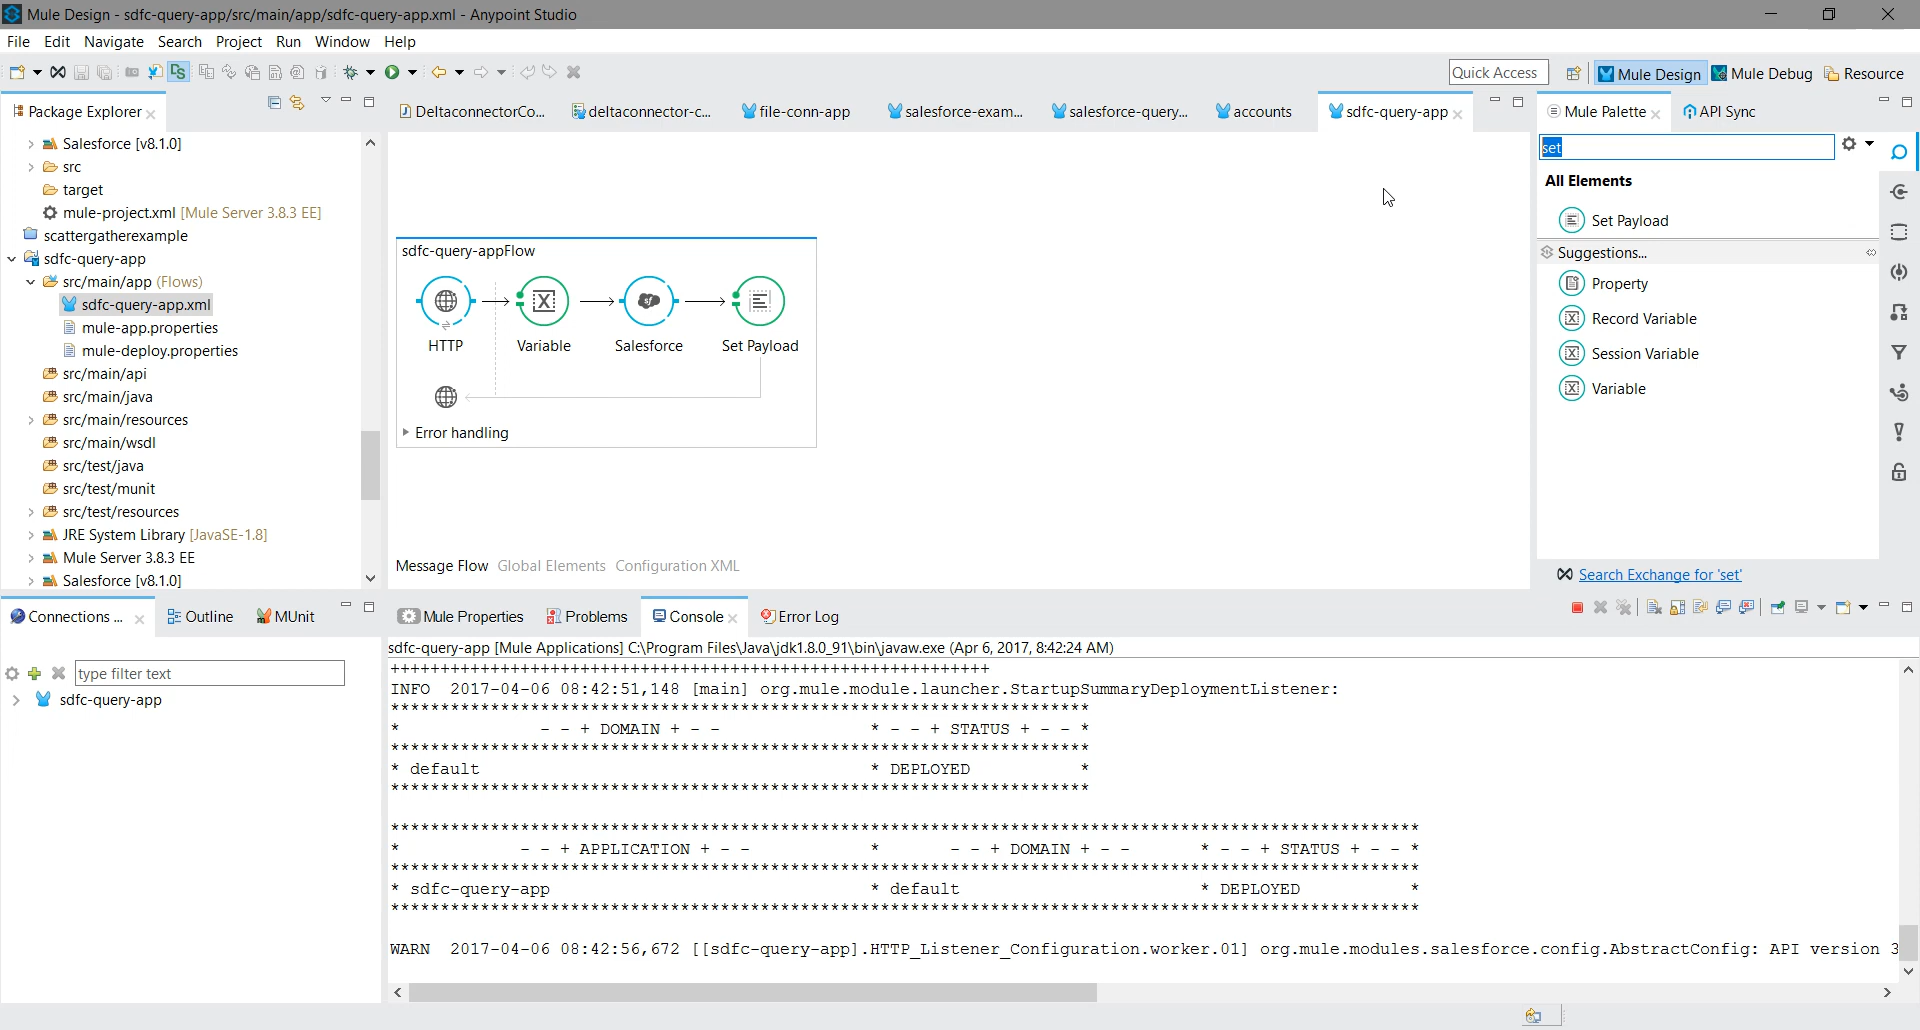 Mule Design - sdfc-query-app/src/main/app/sdfc-query-app.xml - Anypoint Studio
File Edit Navigate Search Project Run Window Help
Quick Access
Mule Design
Mule Debug
Resource
Package Explorer
Salesforce [v8.1.0]
src
target
mule-project.xml [Mule Server 3.8.3 EE]
scattergatherexample
sdfc-query-app
src/main/app (Flows)
sdfc-query-app.xml
mule-app.properties
mule-deploy.properties
src/main/api
src/main/java
src/main/resources
src/main/wsdl
src/test/java
src/test/munit
src/test/resources
JRE System Library [JavaSE-1.8]
Mule Server 3.8.3 EE
Salesforce [v8.1.0]
DeltaconnectorCo...
deltaconnector-c...
file-conn-app
salesforce-exam...
salesforce-query...
accounts
sdfc-query-app
sdfc-query-appFlow
HTTP
Variable
Salesforce
Set Payload
Error handling
Message Flow Global Elements Configuration XML
Mule Palette
API Sync
set
All Elements
Set Payload
Suggestions...
Property
Record Variable
Session Variable
Variable
Search Exchange for 'set'
Connections ...
Outline
MUnit
type filter text
sdfc-query-app
Mule Properties
Problems
Console
Error Log
sdfc-query-app [Mule Applications] C:\Program Files\Java\jdk1.8.0_91\bin\javaw.exe (Apr 6, 2017, 8:42:24 AM)
++++++++++++++++++++++++++++++++++++++++++++++++++++++++++++
INFO  2017-04-06 08:42:51,148 [main] org.mule.module.launcher.StartupSummaryDeploymentListener:
**********************************************************************
*              - - + DOMAIN + - -               * - - + STATUS + - - *
**********************************************************************
* default                                       * DEPLOYED           *
**********************************************************************
*******************************************************************************************************
*            - - + APPLICATION + - -            *       - - + DOMAIN + - -       * - - + STATUS + - - *
*******************************************************************************************************
* sdfc-query-app                                * default                        * DEPLOYED           *
*******************************************************************************************************
WARN  2017-04-06 08:42:56,672 [[sdfc-query-app].HTTP_Listener_Configuration.worker.01] org.mule.modules.salesforce.config.AbstractConfig: API version 3